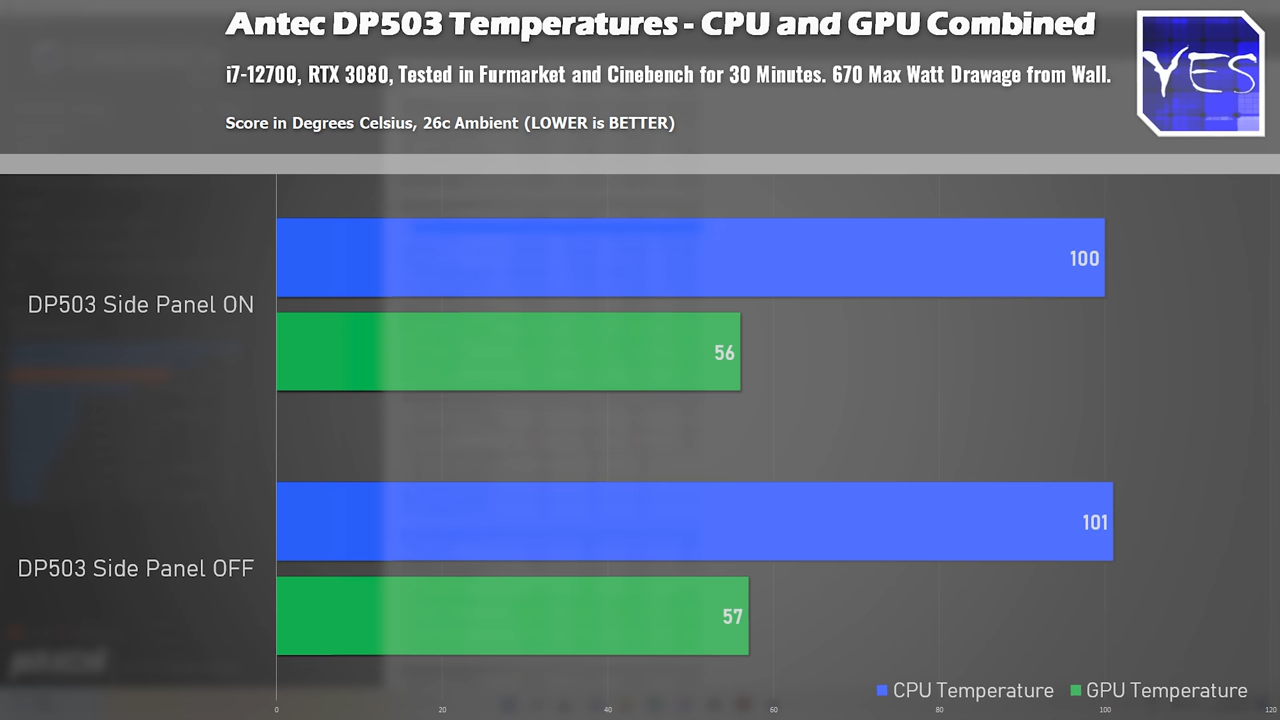 Antec DP503 Temperatures - CPU and GPU Combined
YES
i7-12700, RTX 3080, Tested in Furmarket and Cinebench for 30 Minutes. 670 Max Watt Drawage from Wall.
Score in Degrees Celsius, 26c Ambient (LOWER is BETTER)
100
DP503 Side Panel ON
56
101
DP503 Side Panel OFF
57
CPU Temperature GPU Temperature
0 20 40 60 80 100 120